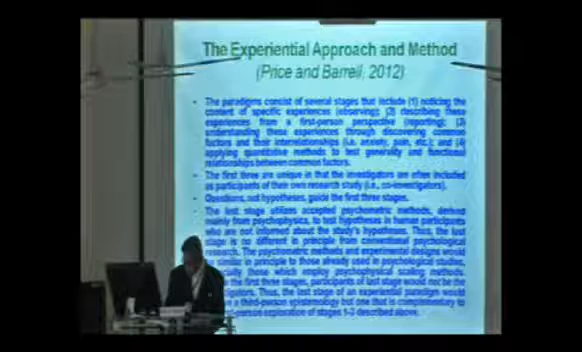 The Experiential Approach and Method
(Price and Barrell, 2012)
The paradigms consist of several stages that include (1) noticing the
content of specific experiences (observing); (2) describing these
experiences from a first-person perspective (reporting); (3)
understanding these experiences through discovering common
factors and their interrelationships (i.e. anxiety, pain, etc.); and (4)
applying quantitative methods to test generality and functional
relationships between common factors.
The first three are unique in that the investigators are often included
as participants of their own research study (i.e., co-investigators).
Questions, not hypotheses, guide the first three stages.
The last stage utilizes accepted psychometric methods, derived
mainly from psychophysics, to test hypotheses in human participants
who are not informed about the study's hypotheses. Thus, the last
stage is no different in principle from conventional psychological
research. The psychometric methods and experimental designs
similar in principle to those already used in psychological studies,
those which employ psychophysical scaling methods.
the first three stages, participants of last stage would not be the
Thus, the last stage of an experiential paradigm would
a third-person epistemology but one that is complementary to
person exploration of stages 1-3 described above.